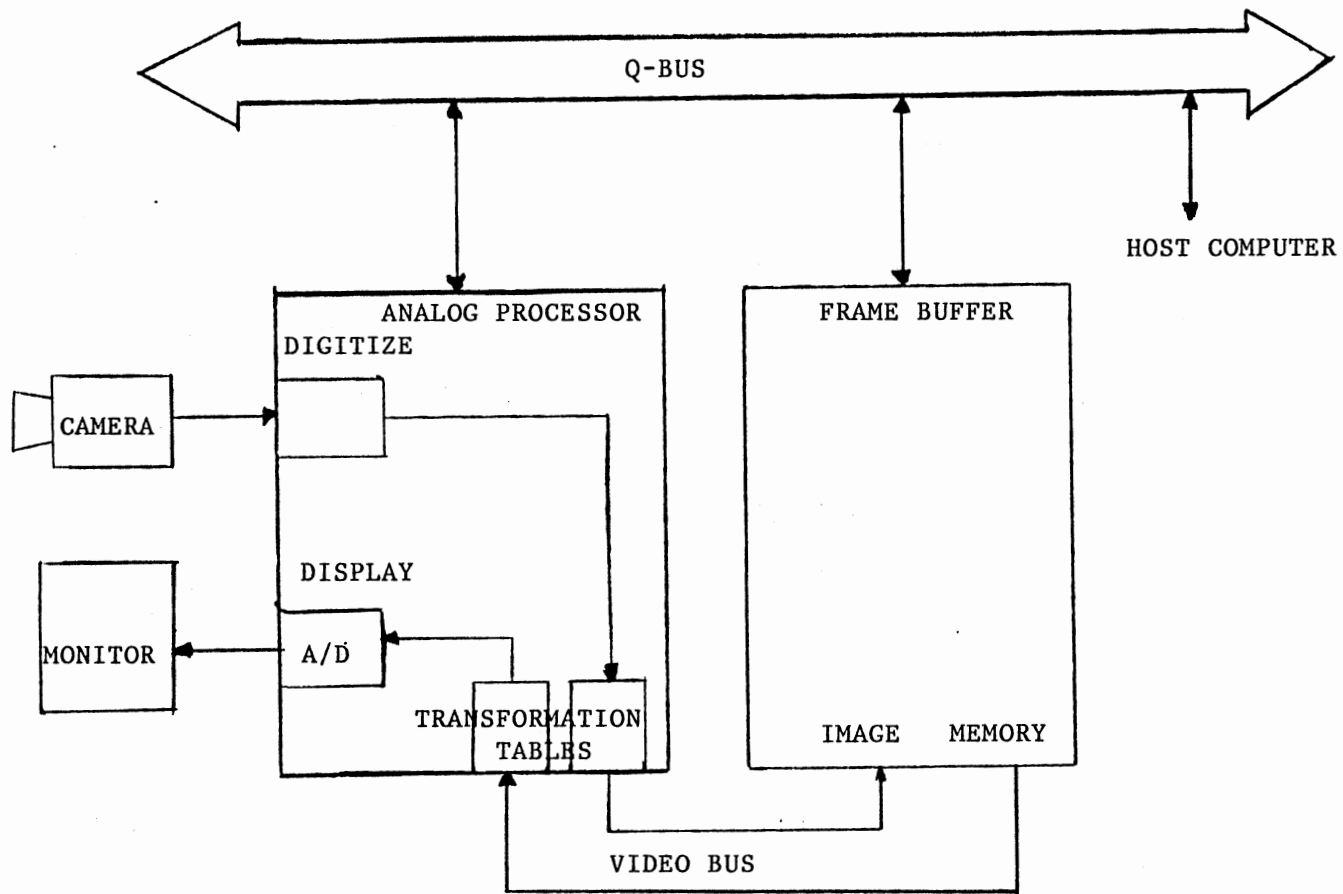 Q-BUS
HOST COMPUTER
ANALOG PROCESSOR
FRAME BUFFER
DIGITIZE
CAMERA
DISPLAY
MONITOR
A/D
TRANSFORMATION
TABLES
IMAGE MEMORY
VIDEO BUS